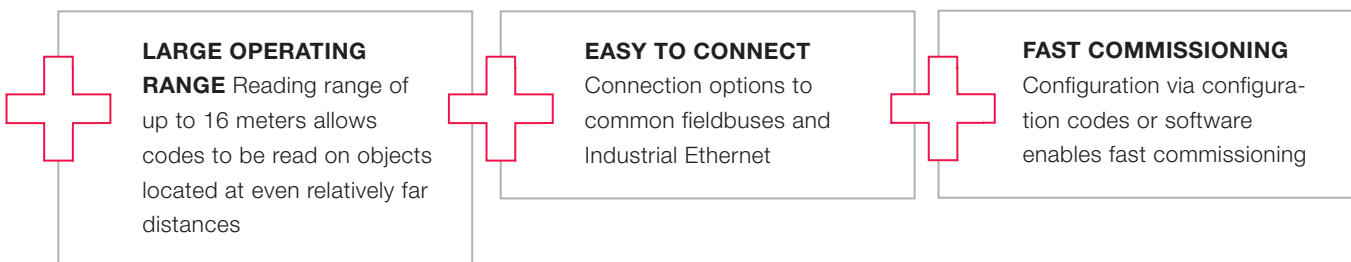 LARGE OPERATING
RANGE Reading range of
up to 16 meters allows
codes to be read on objects
located at even relatively far
distances
EASY TO CONNECT
Connection options to
common fieldbuses and
Industrial Ethernet
FAST COMMISSIONING
Configuration via configura-
tion codes or software
enables fast commissioning